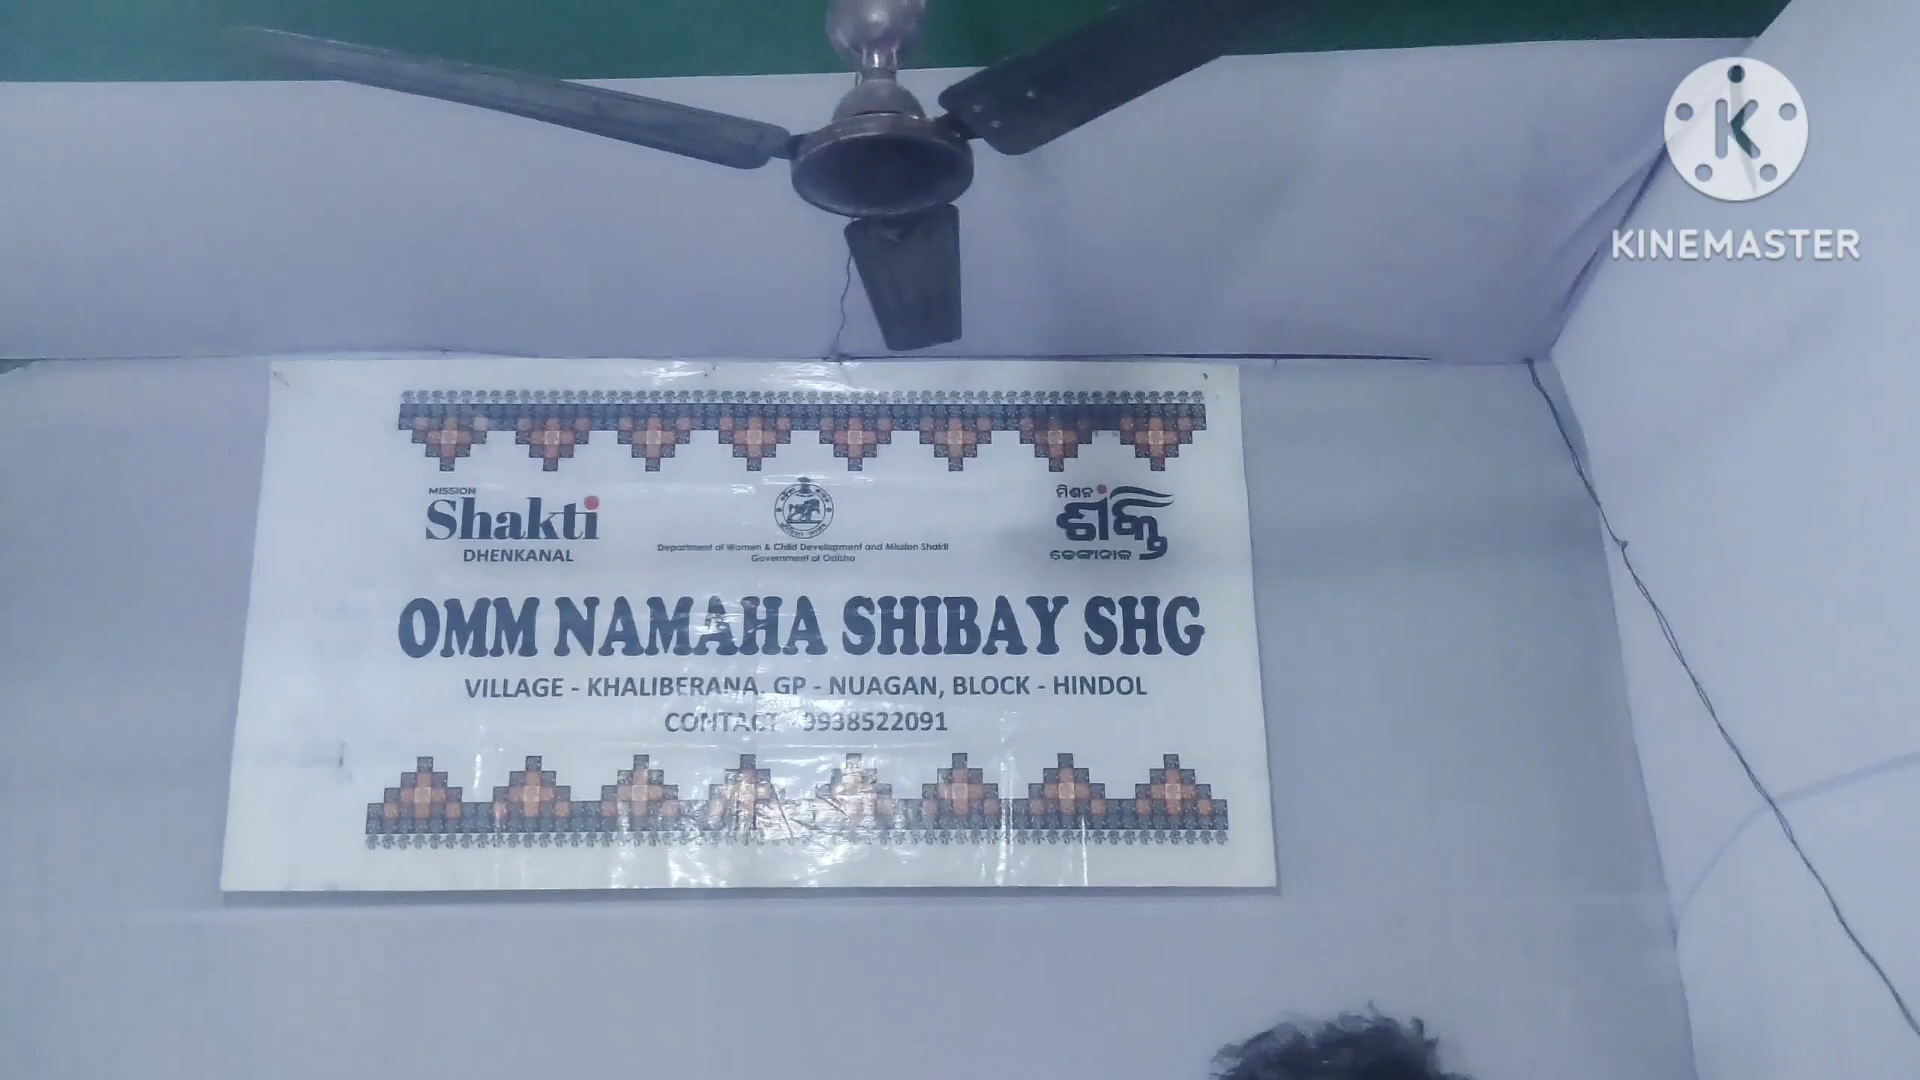 KINEMASTER
MISSION
Shakti
DHENKANAL
Department of Women & Child Development and Mission Shakti
Government of Odisha
ମିଶନ
ଶକ୍ତି
ଢେଙ୍କାନାଳ
OMM NAMAHA SHIBAY SHG
VILLAGE - KHALIBERANA, GP - NUAGAN, BLOCK - HINDOL
CONTACT - 9938522091